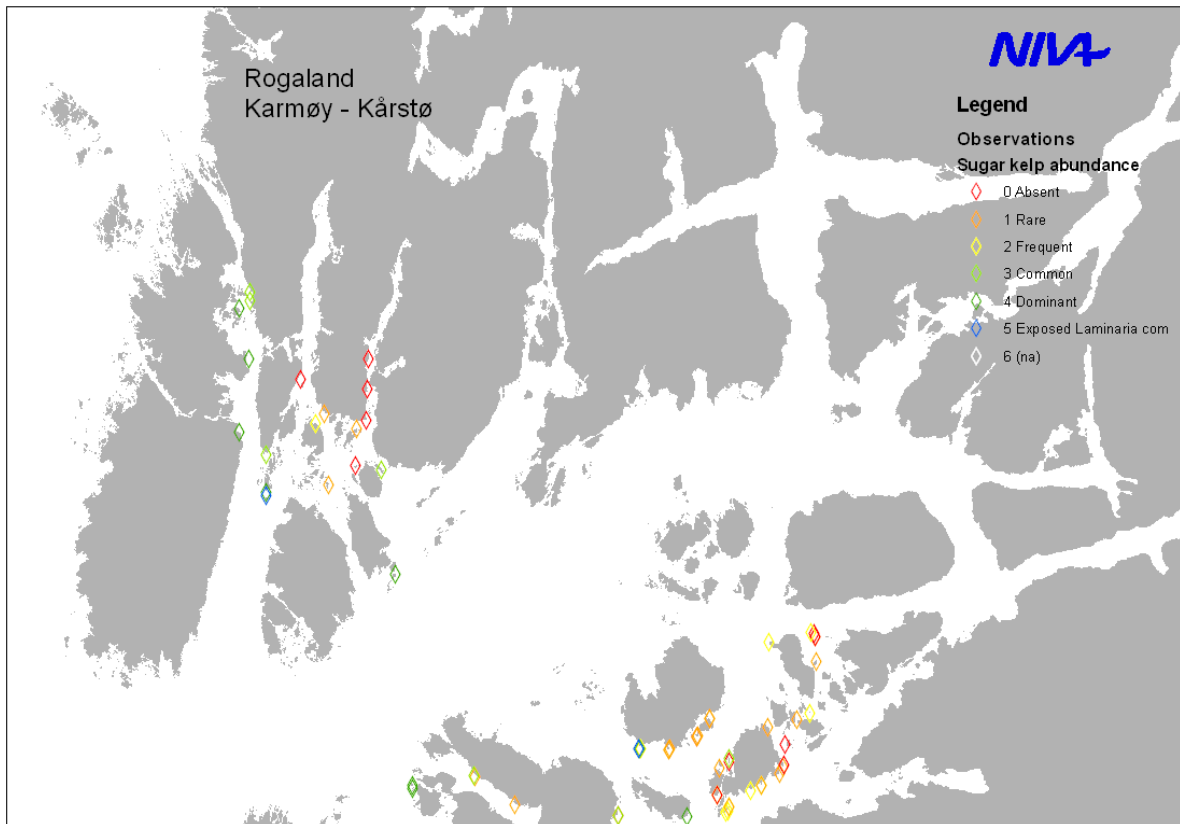 Rogaland
Karmøy - Kårstø
NIVA
Legend
Observations
Sugar kelp abundance
0 Absent
1 Rare
2 Frequent
3 Common
4 Dominant
5 Exposed Laminaria com
6 (na)